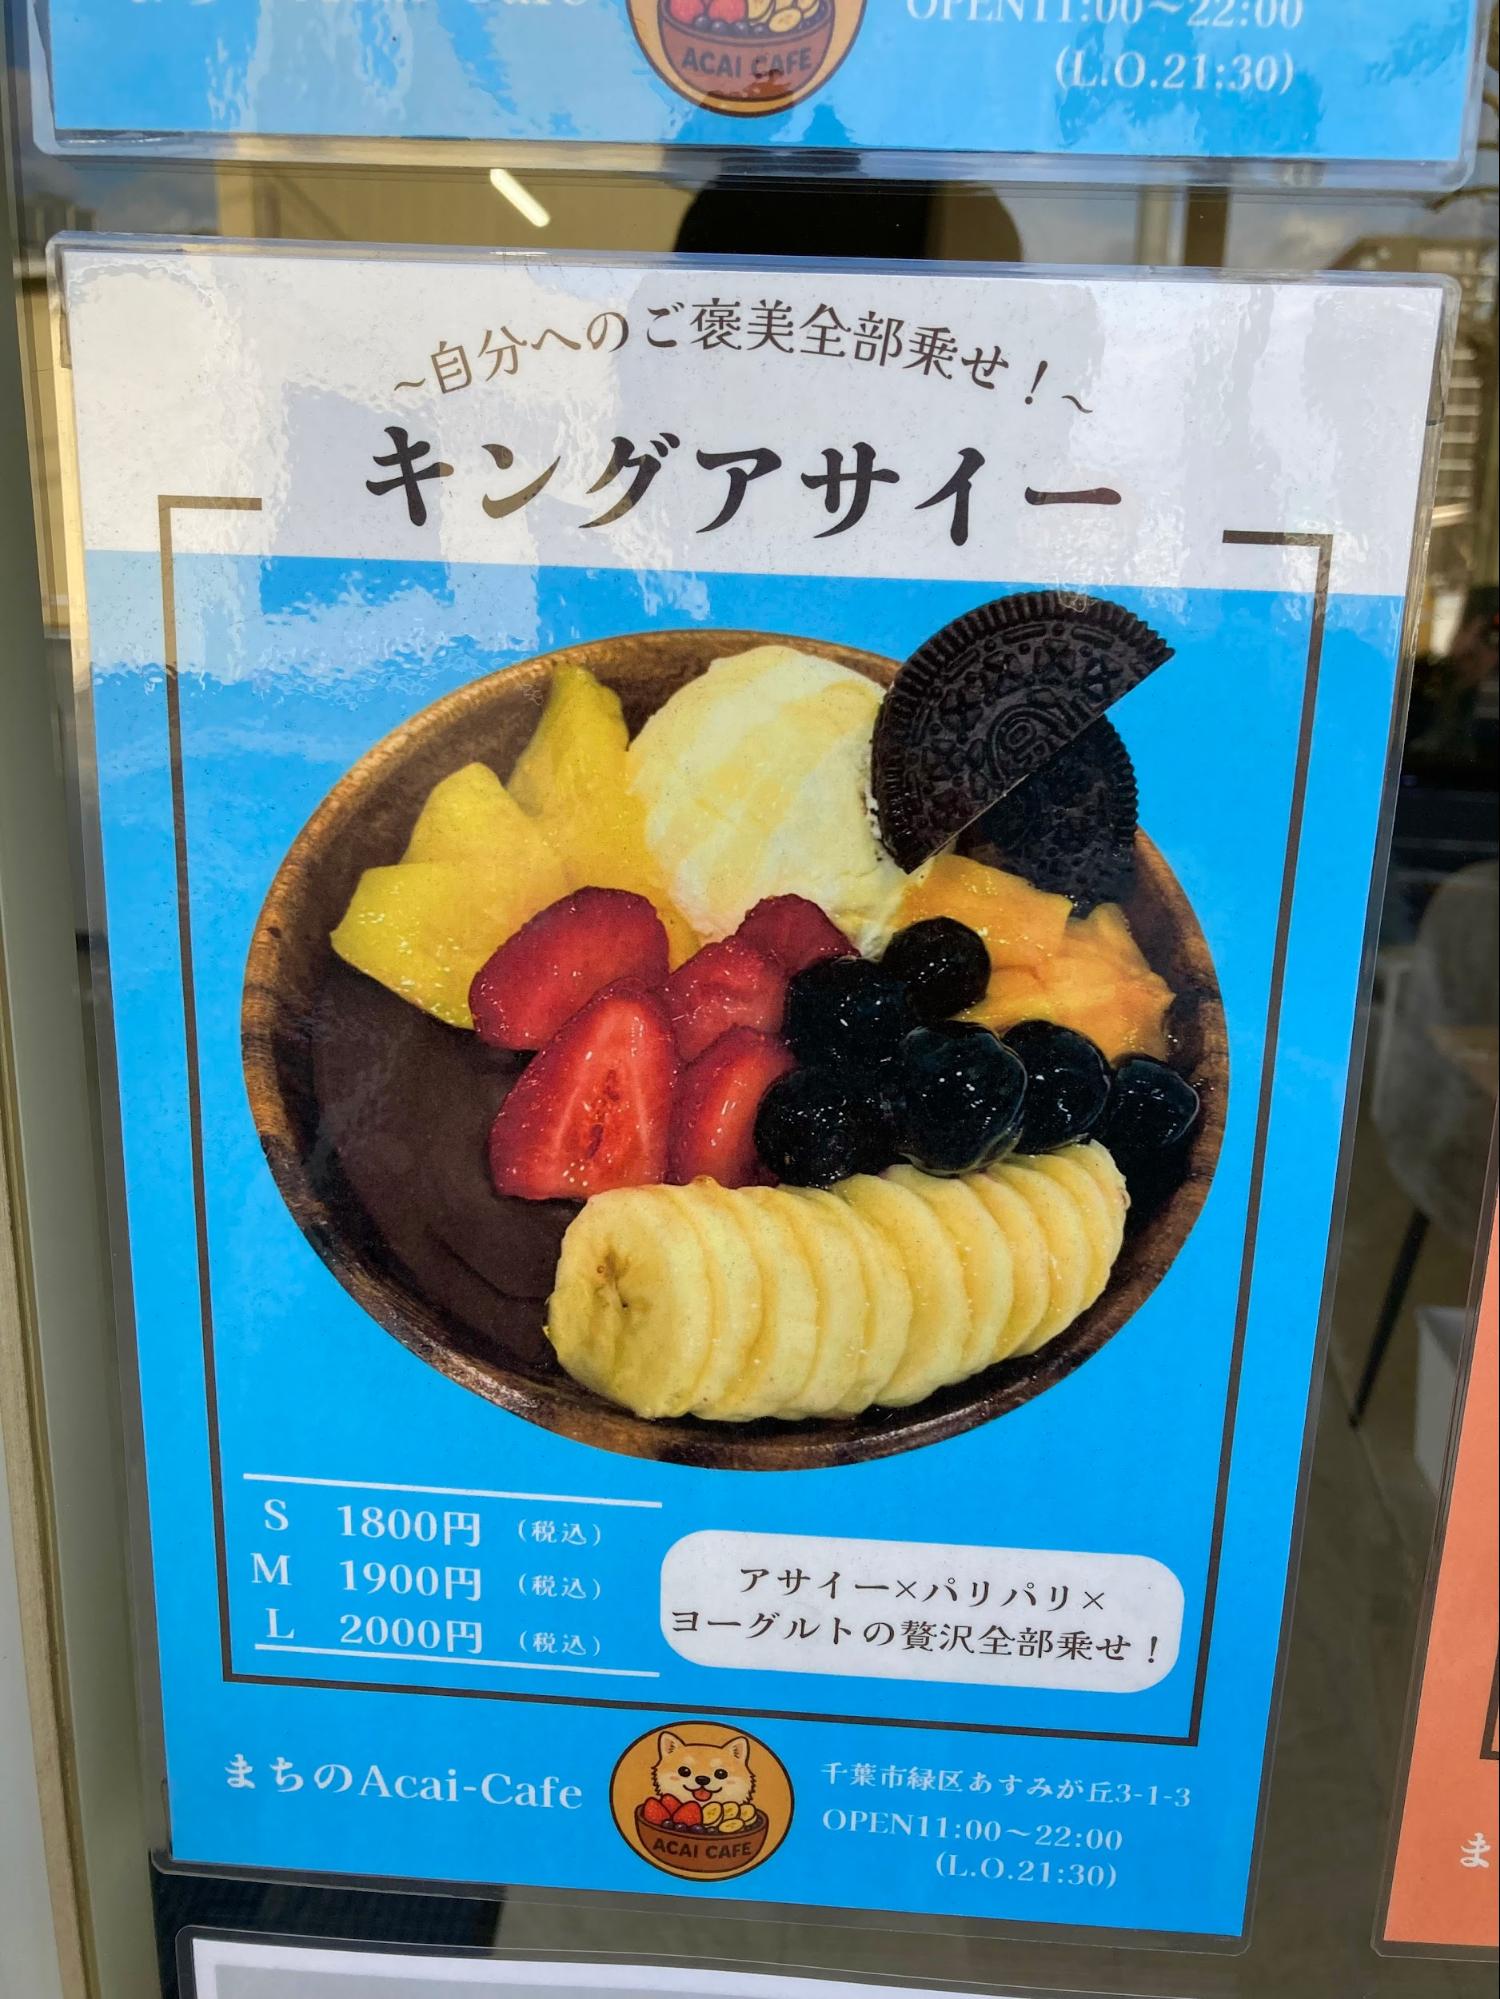 ACAI CAFE
OPEN11:00～22:00
(L.O.21:30)
～自分へのご褒美全部乗せ！～
キングアサイー
S 1800円 (税込)
M 1900円 (税込)
L 2000円 (税込)
アサイー×パリパリ×
ヨーグルトの贅沢全部乗せ！
まちのAcai-Cafe
ACAI CAFE
千葉市緑区あすみが丘3-1-3
OPEN11:00～22:00
(L.O.21:30)
ま